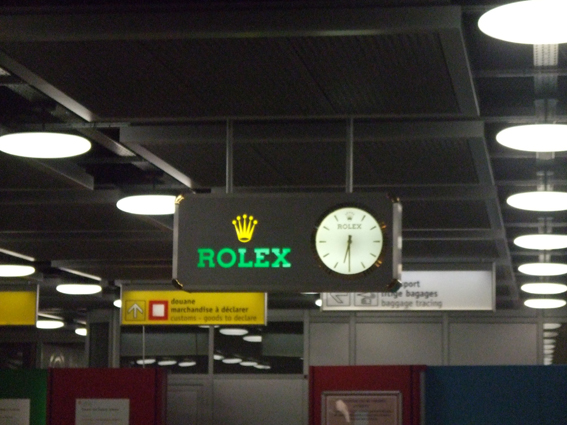 ROLEX
ROLEX
douane
marchandise à déclarer
customs – goods to declare
bagages
baggage tracing